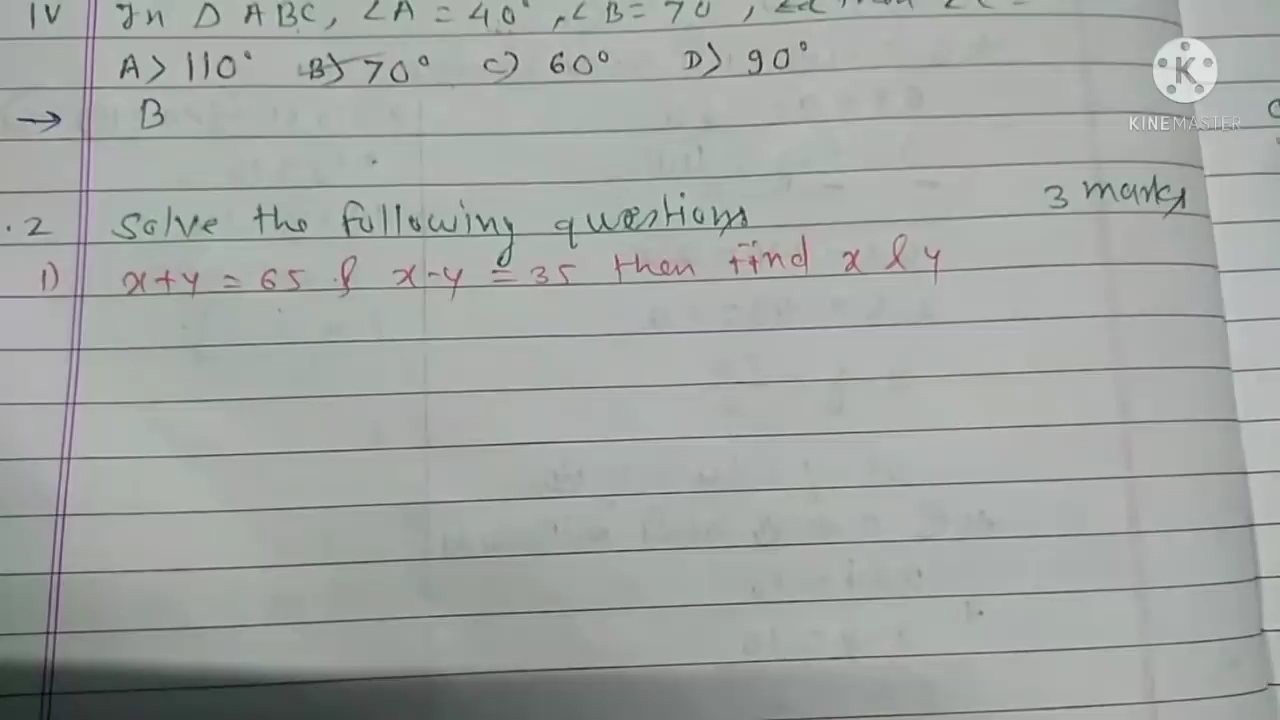 IV In Δ ABC, ∠A = 40°, ∠B = 70°,
A) 110° B) 70° C) 60° D) 90°
→ B
KINEMASTER
.2 Solve the following questions 3 marks
1) x+y = 65 & x-y = 35 then find x & y